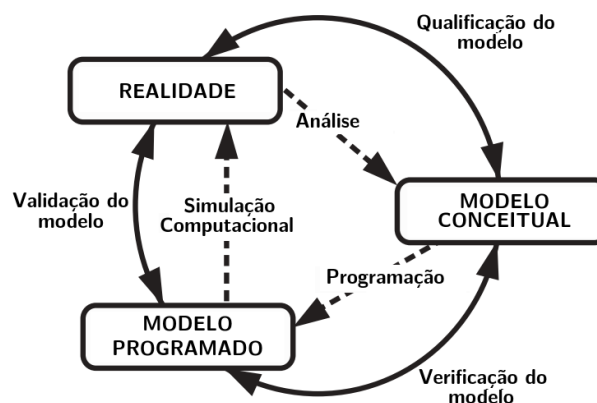 Qualificação do
modelo
REALIDADE
Análise
Validação do
modelo
Simulação
Computacional
MODELO
CONCEITUAL
Programação
MODELO
PROGRAMADO
Verificação do
modelo